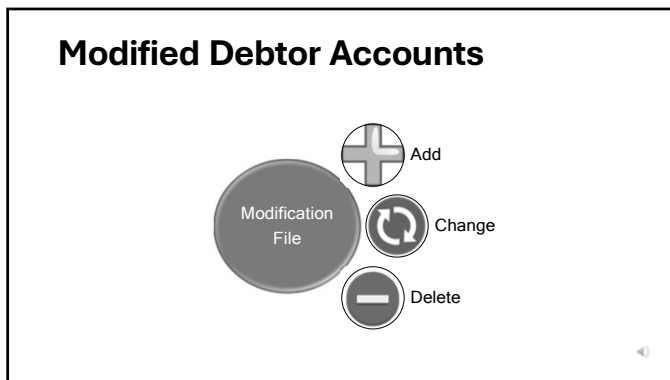 Modified Debtor Accounts
Add
Modification
File
Change
Delete